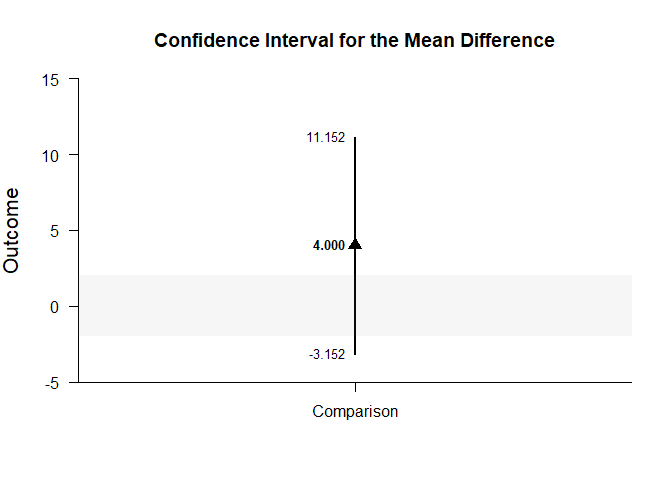 Confidence Interval for the Mean Difference
15
10
5
0
-5
Outcome
11.152
4.000
-3.152
Comparison